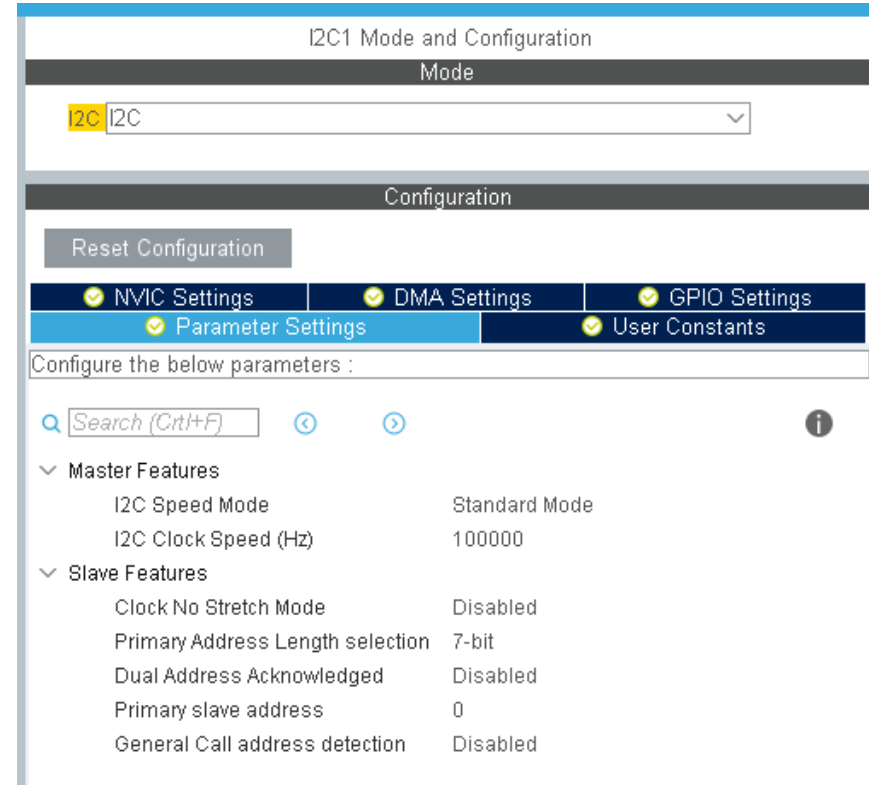 I2C1 Mode and Configuration
Mode
I2C I2C
Configuration
Reset Configuration
NVIC Settings DMA Settings GPIO Settings
Parameter Settings User Constants
Configure the below parameters :
Search (Crtl+F)
Master Features
I2C Speed Mode Standard Mode
I2C Clock Speed (Hz) 100000
Slave Features
Clock No Stretch Mode Disabled
Primary Address Length selection 7-bit
Dual Address Acknowledged Disabled
Primary slave address 0
General Call address detection Disabled